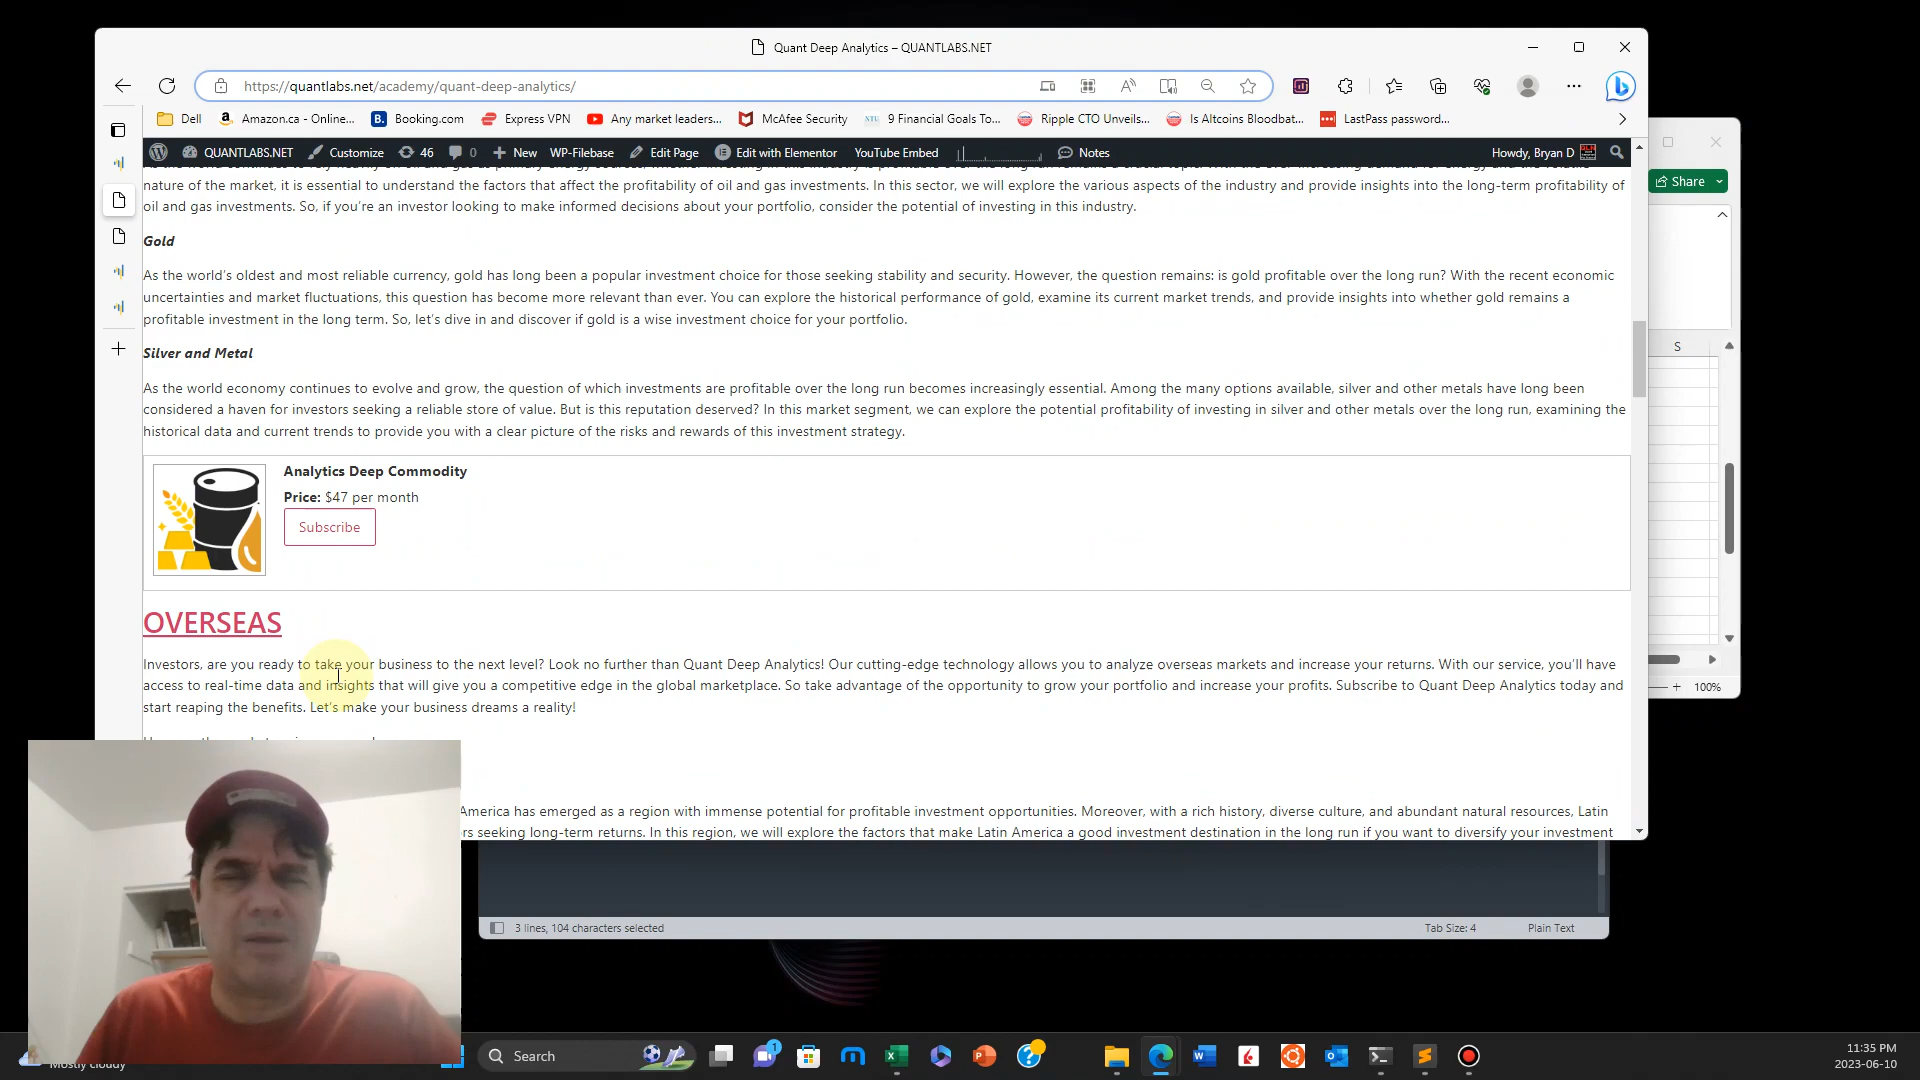 Quant Deep Analytics – QUANTLABS.NET
https://quantlabs.net/academy/quant-deep-analytics/
Dell
Amazon.ca - Online...
Booking.com
Express VPN
Any market leaders...
McAfee Security
9 Financial Goals To...
Ripple CTO Unveils...
Is Altcoins Bloodbat...
LastPass password...
QUANTLABS.NET
Customize
46
0
New
WP-Filebase
Edit Page
Edit with Elementor
YouTube Embed
Notes
Howdy, Bryan D
Share
nature of the market, it is essential to understand the factors that affect the profitability of oil and gas investments. In this sector, we will explore the various aspects of the industry and provide insights into the long-term profitability of
oil and gas investments. So, if you're an investor looking to make informed decisions about your portfolio, consider the potential of investing in this industry.
Gold
As the world's oldest and most reliable currency, gold has long been a popular investment choice for those seeking stability and security. However, the question remains: is gold profitable over the long run? With the recent economic
uncertainties and market fluctuations, this question has become more relevant than ever. You can explore the historical performance of gold, examine its current market trends, and provide insights into whether gold remains a
profitable investment in the long term. So, let's dive in and discover if gold is a wise investment choice for your portfolio.
Silver and Metal
As the world economy continues to evolve and grow, the question of which investments are profitable over the long run becomes increasingly essential. Among the many options available, silver and other metals have long been
considered a haven for investors seeking a reliable store of value. But is this reputation deserved? In this market segment, we can explore the potential profitability of investing in silver and other metals over the long run, examining the
historical data and current trends to provide you with a clear picture of the risks and rewards of this investment strategy.
Analytics Deep Commodity
Price: $47 per month
Subscribe
OVERSEAS
Investors, are you ready to take your business to the next level? Look no further than Quant Deep Analytics! Our cutting-edge technology allows you to analyze overseas markets and increase your returns. With our service, you'll have
access to real-time data and insights that will give you a competitive edge in the global marketplace. So take advantage of the opportunity to grow your portfolio and increase your profits. Subscribe to Quant Deep Analytics today and
start reaping the benefits. Let's make your business dreams a reality!
America has emerged as a region with immense potential for profitable investment opportunities. Moreover, with a rich history, diverse culture, and abundant natural resources, Latin
rs seeking long-term returns. In this region, we will explore the factors that make Latin America a good investment destination in the long run if you want to diversify your investment
S
100%
3 lines, 104 characters selected
Tab Size: 4
Plain Text
Mostly cloudy
Search
1
11:35 PM
2023-06-10